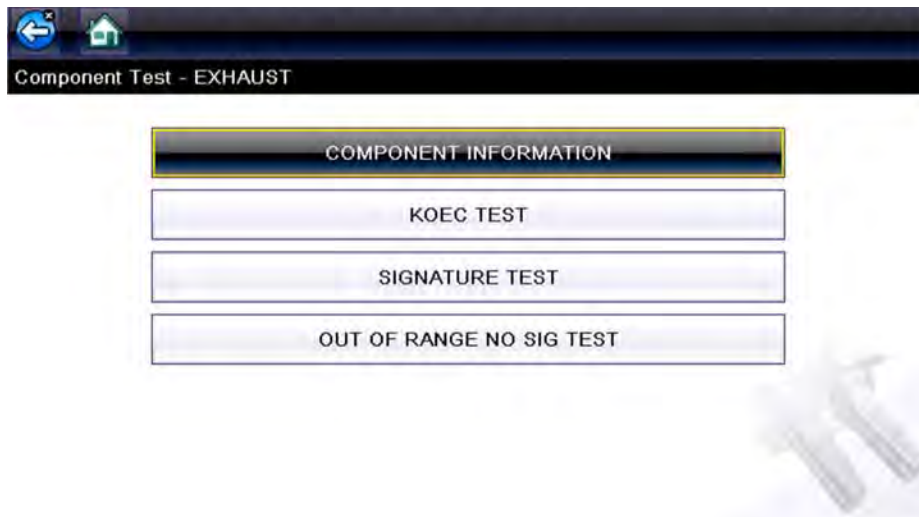 Component Test - EXHAUST
COMPONENT INFORMATION
KOEC TEST
SIGNATURE TEST
OUT OF RANGE NO SIG TEST